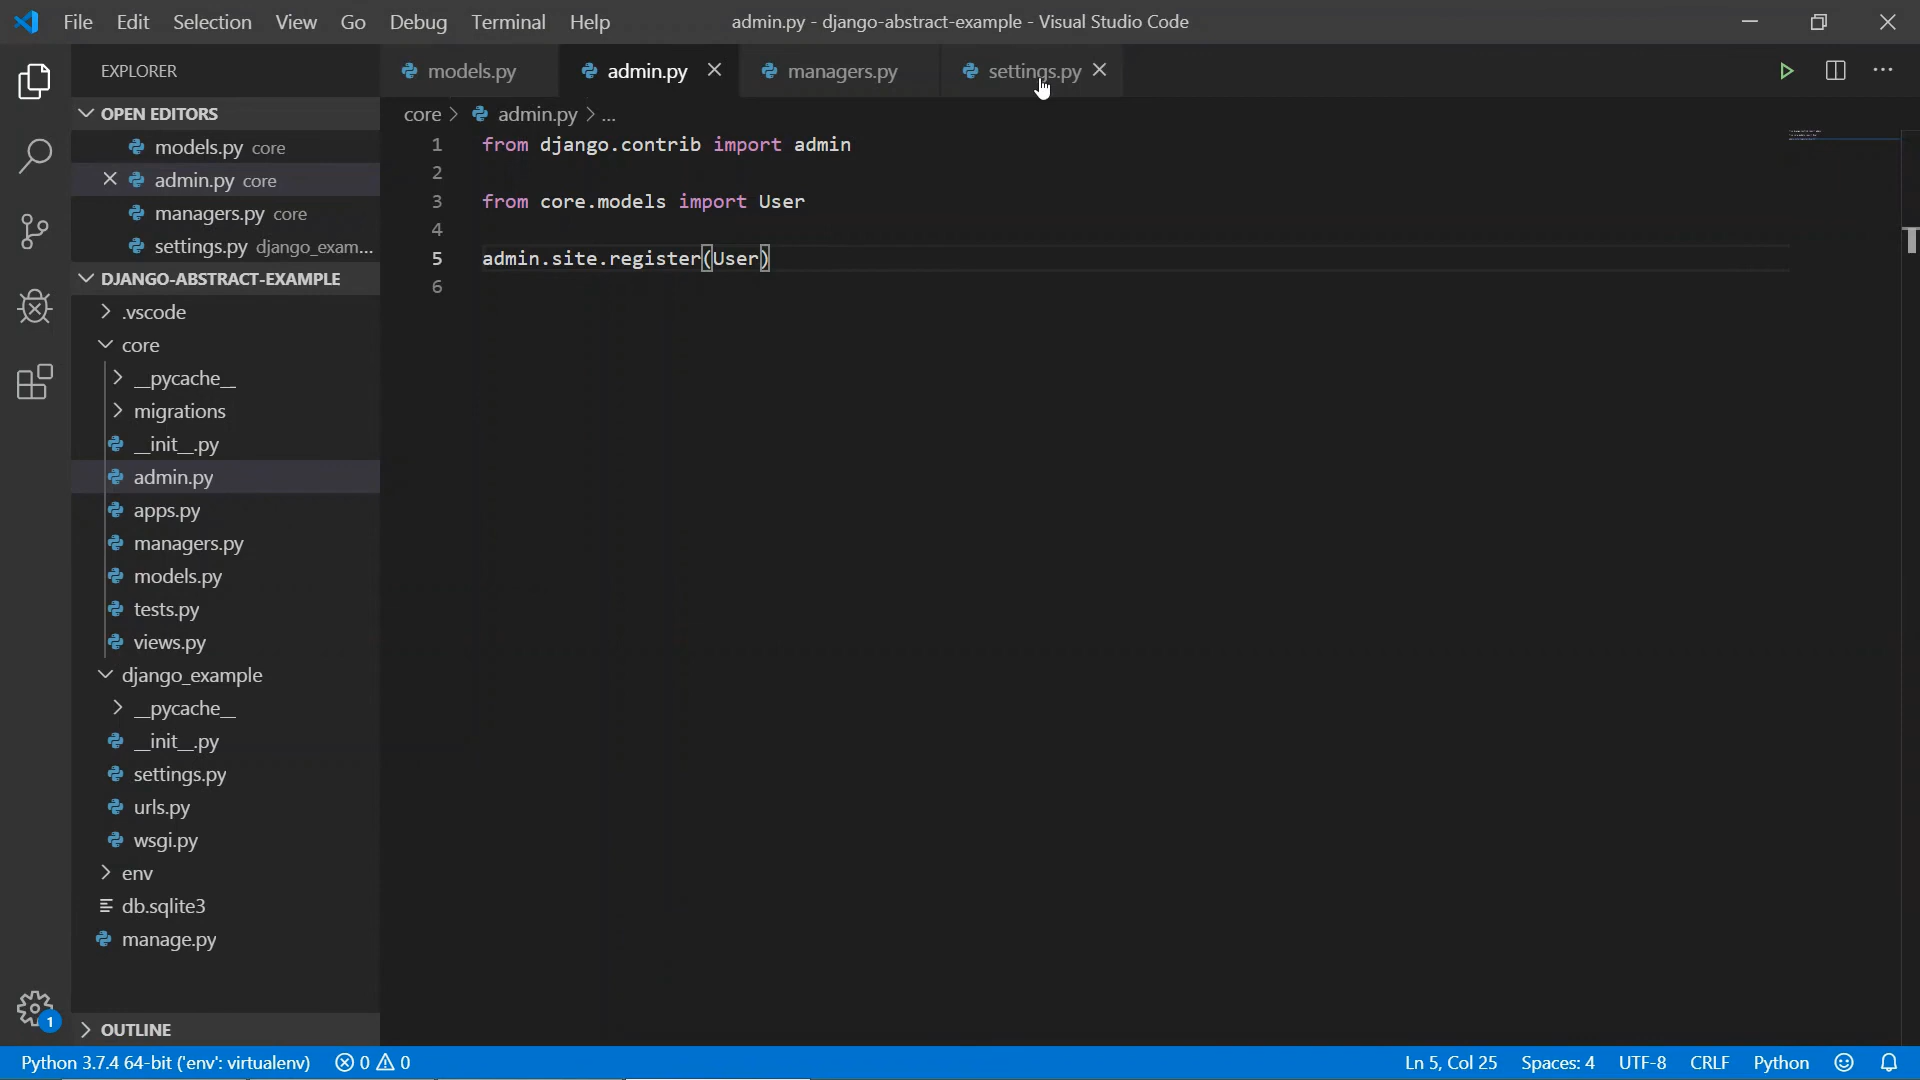 File Edit Selection View Go Debug Terminal Help
admin.py - django-abstract-example - Visual Studio Code
EXPLORER
OPEN EDITORS
models.py core
admin.py core
managers.py core
settings.py django_exam...
DJANGO-ABSTRACT-EXAMPLE
.vscode
core
__pycache__
migrations
__init__.py
admin.py
apps.py
managers.py
models.py
tests.py
views.py
django_example
__pycache__
__init__.py
settings.py
urls.py
wsgi.py
env
db.sqlite3
manage.py
OUTLINE
1
models.py admin.py managers.py settings.py
core > admin.py > ...
1 from django.contrib import admin
2
3 from core.models import User
4
5 admin.site.register(User)
6
Python 3.7.4 64-bit ('env': virtualenv) 0 0 Ln 5, Col 25 Spaces: 4 UTF-8 CRLF Python